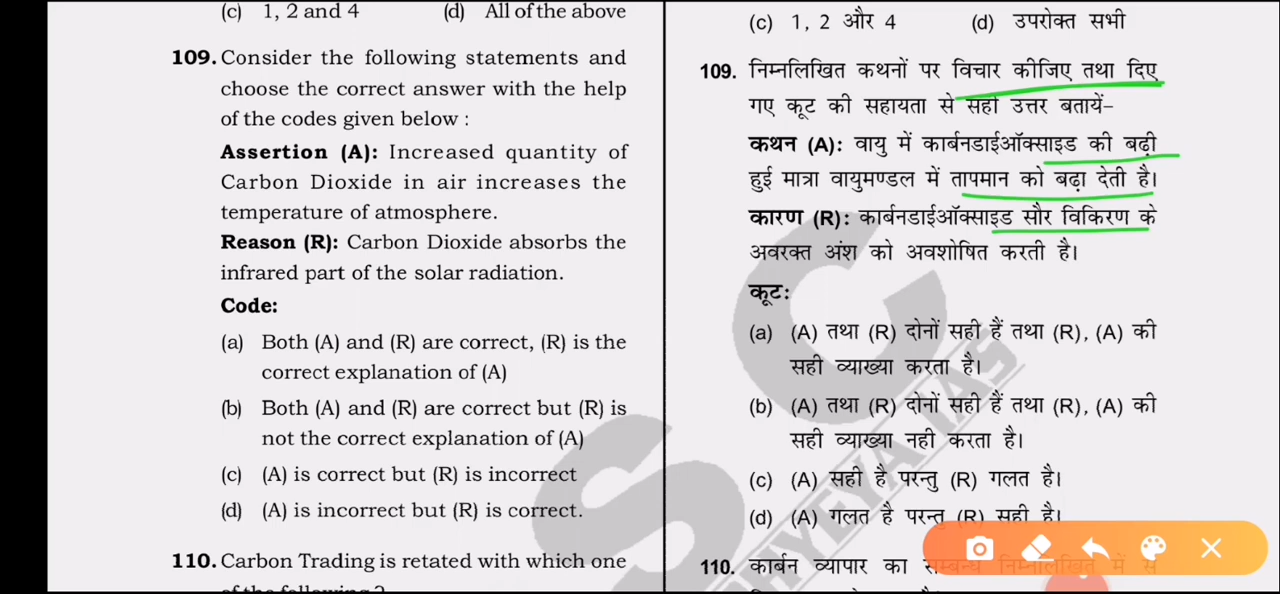 (c) 1, 2 and 4 (d) All of the above
109. Consider the following statements and
choose the correct answer with the help
of the codes given below :
Assertion (A): Increased quantity of
Carbon Dioxide in air increases the
temperature of atmosphere.
Reason (R): Carbon Dioxide absorbs the
infrared part of the solar radiation.
Code:
(a) Both (A) and (R) are correct, (R) is the
correct explanation of (A)
(b) Both (A) and (R) are correct but (R) is
not the correct explanation of (A)
(c) (A) is correct but (R) is incorrect
(d) (A) is incorrect but (R) is correct.
110. Carbon Trading is retated with which one
of the following ?
(c) 1, 2 और 4 (d) उपरोक्त सभी
109. निम्नलिखित कथनों पर विचार कीजिए तथा दिए
गए कूट की सहायता से सही उत्तर बतायें–
कथन (A): वायु में कार्बनडाईऑक्साइड की बढ़ी
हुई मात्रा वायुमण्डल में तापमान को बढ़ा देती है।
कारण (R): कार्बनडाईऑक्साइड सौर विकिरण के
अवरक्त अंश को अवशोषित करती है।
कूट:
(a) (A) तथा (R) दोनों सही हैं तथा (R), (A) की
सही व्याख्या करता है।
(b) (A) तथा (R) दोनों सही हैं तथा (R), (A) की
सही व्याख्या नही करता है।
(c) (A) सही है परन्तु (R) गलत है।
(d) (A) गलत है परन्तु (R) सही है।
110. कार्बन व्यापार का सम्बन्ध निम्नलिखित में से